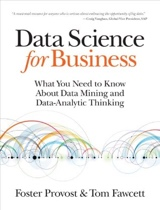 Data Science
for Business
What You Need to Know
About Data Mining and
Data-Analytic Thinking
Foster Provost & Tom Fawcett